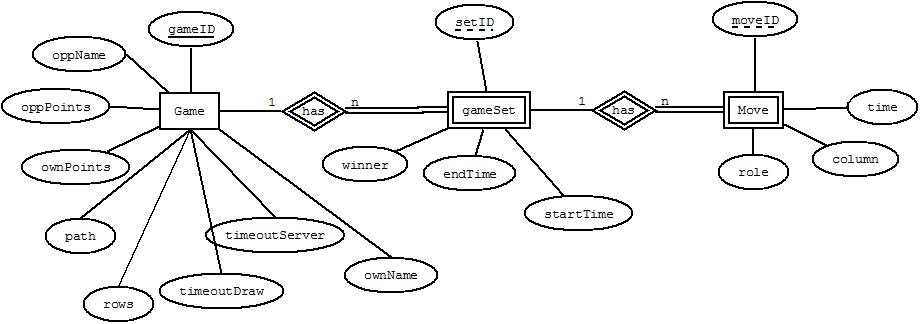 gameID
setID
moveID
oppName
oppPoints
Game
1
has
n
gameSet
1
has
n
Move
time
ownPoints
winner
endTime
role
column
path
timeoutServer
startTime
rows
timeoutDraw
ownName